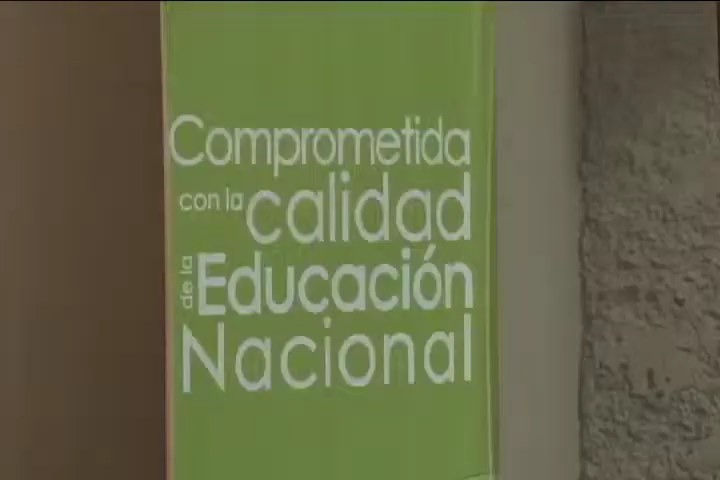 Comprometida
con la calidad
de la Educación
Nacional